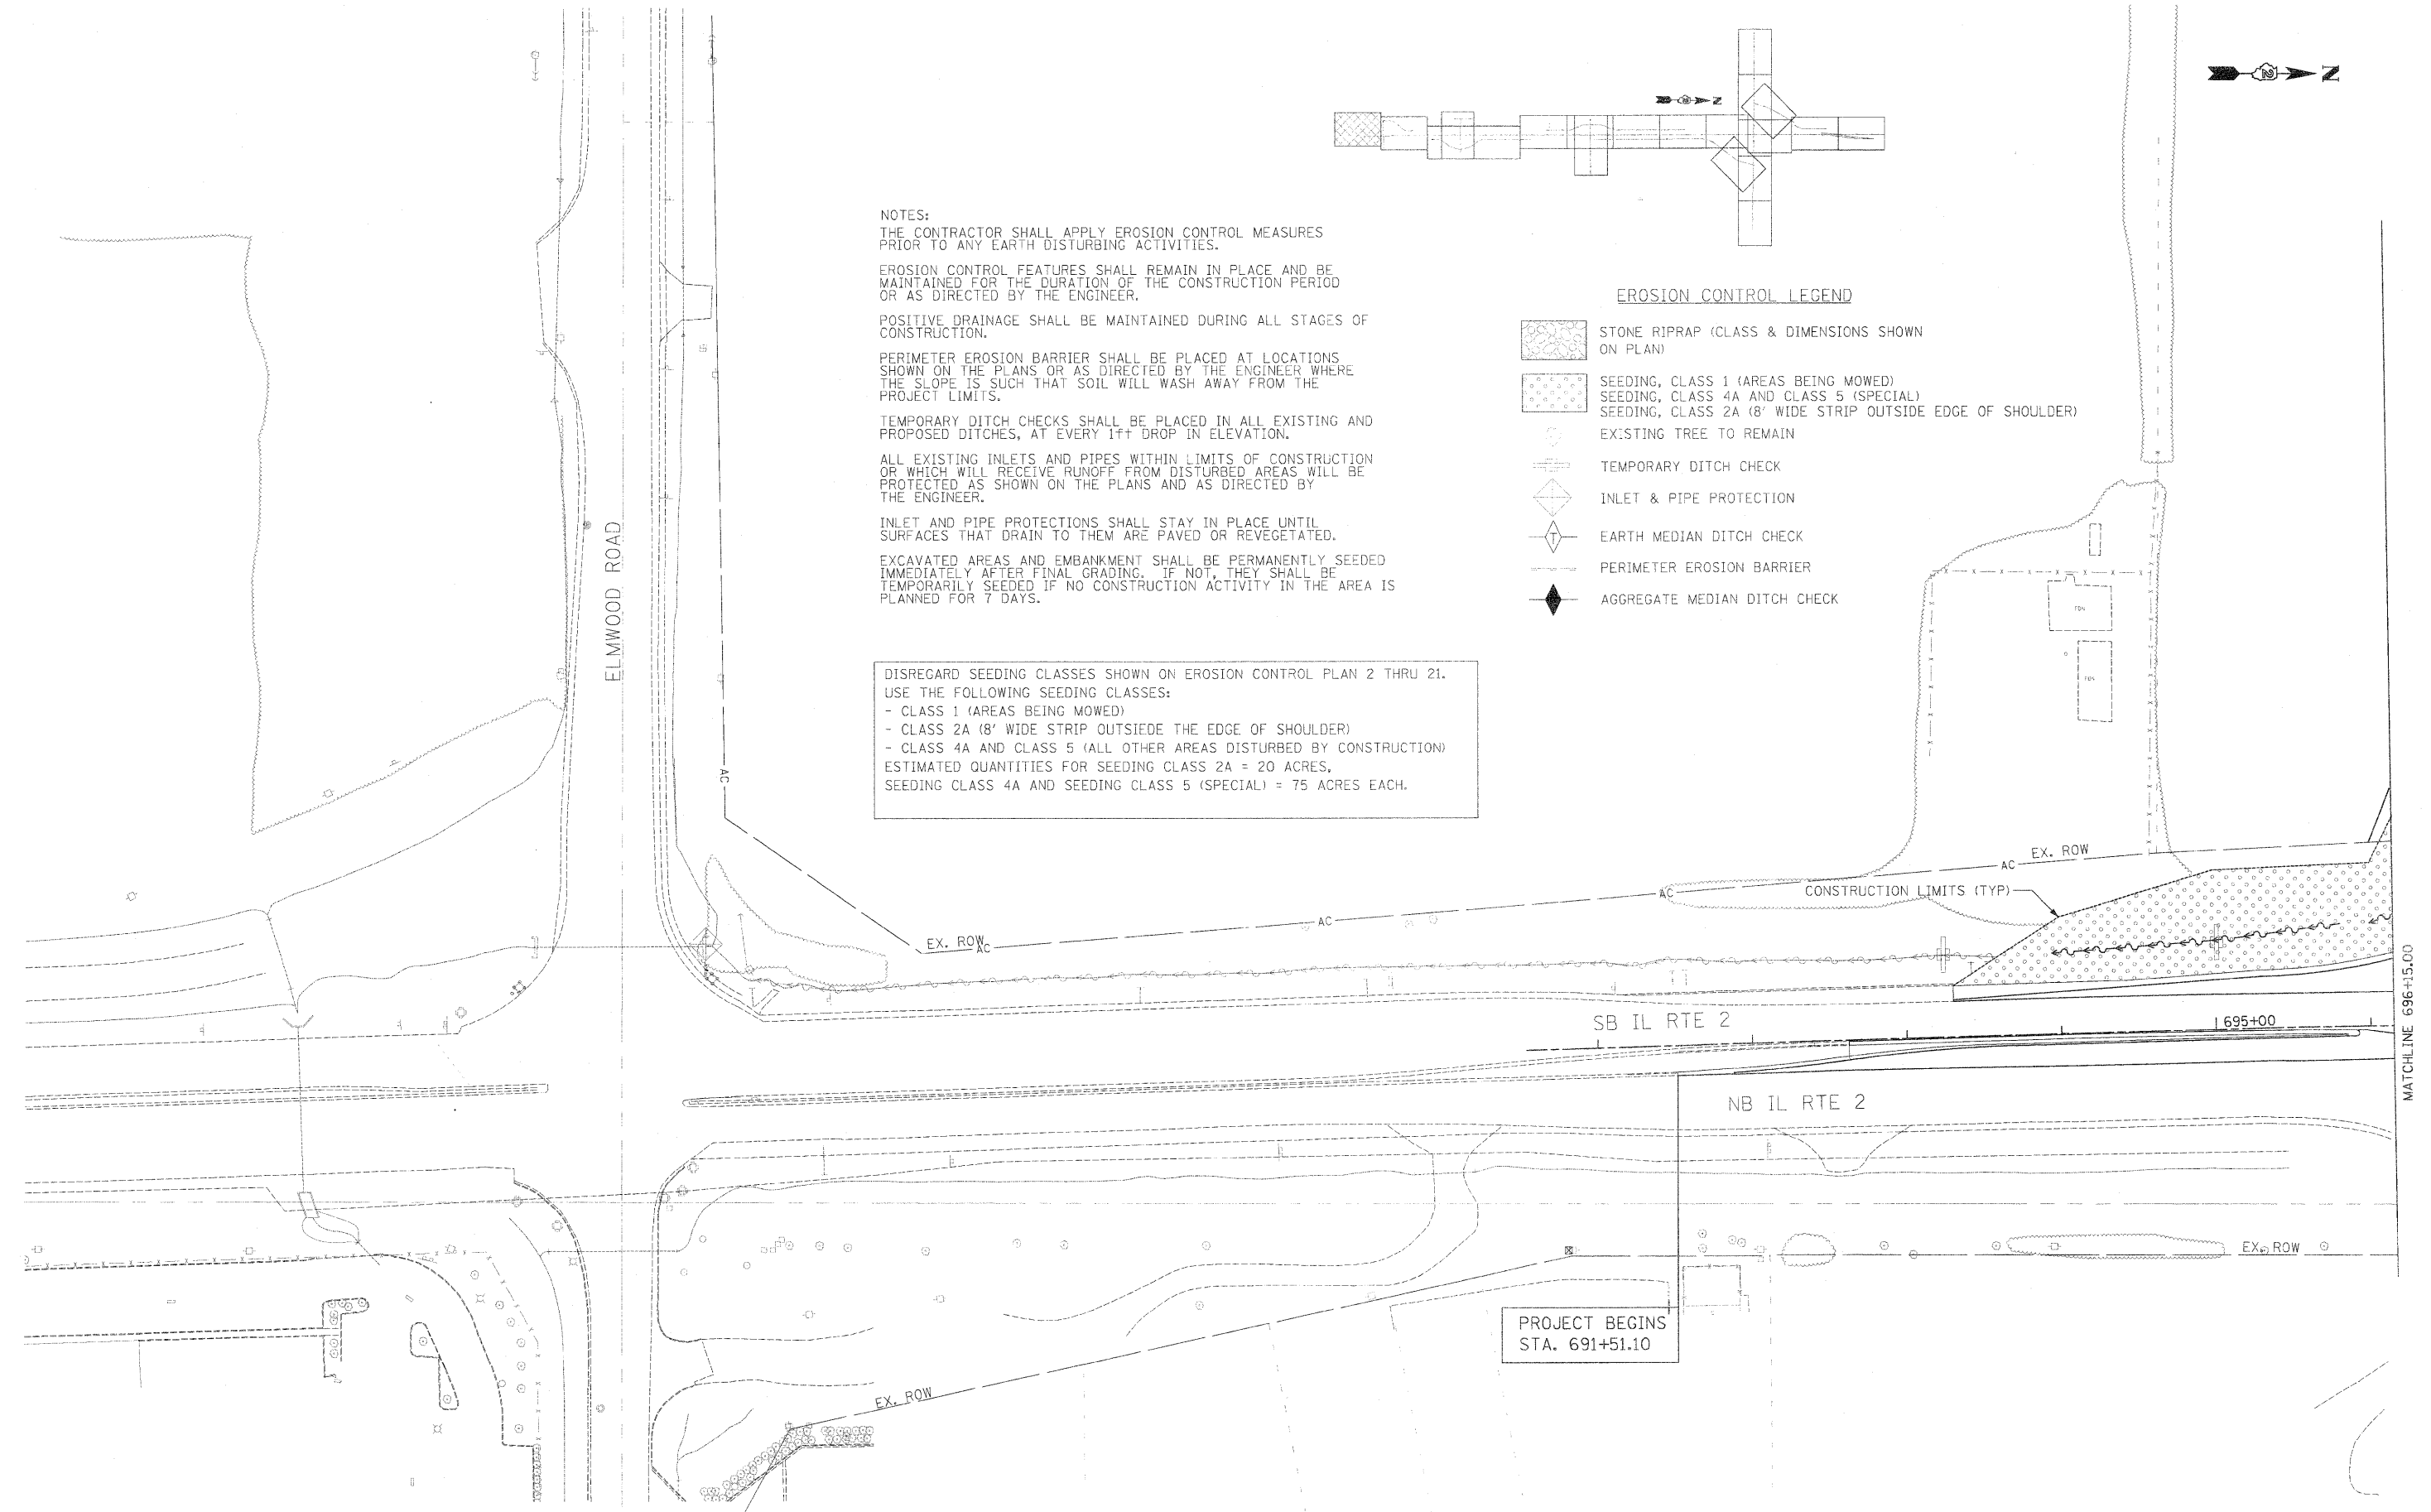 N
2
N
NOTES:
THE CONTRACTOR SHALL APPLY EROSION CONTROL MEASURES
PRIOR TO ANY EARTH DISTURBING ACTIVITIES.
EROSION CONTROL FEATURES SHALL REMAIN IN PLACE AND BE
MAINTAINED FOR THE DURATION OF THE CONSTRUCTION PERIOD
OR AS DIRECTED BY THE ENGINEER.
POSITIVE DRAINAGE SHALL BE MAINTAINED DURING ALL STAGES OF
CONSTRUCTION.
PERIMETER EROSION BARRIER SHALL BE PLACED AT LOCATIONS
SHOWN ON THE PLANS OR AS DIRECTED BY THE ENGINEER WHERE
THE SLOPE IS SUCH THAT SOIL WILL WASH AWAY FROM THE
PROJECT LIMITS.
TEMPORARY DITCH CHECKS SHALL BE PLACED IN ALL EXISTING AND
PROPOSED DITCHES, AT EVERY 1ft DROP IN ELEVATION.
ALL EXISTING INLETS AND PIPES WITHIN LIMITS OF CONSTRUCTION
OR WHICH WILL RECEIVE RUNOFF FROM DISTURBED AREAS WILL BE
PROTECTED AS SHOWN ON THE PLANS AND AS DIRECTED BY
THE ENGINEER.
INLET AND PIPE PROTECTIONS SHALL STAY IN PLACE UNTIL
SURFACES THAT DRAIN TO THEM ARE PAVED OR REVEGETATED.
EXCAVATED AREAS AND EMBANKMENT SHALL BE PERMANENTLY SEEDED
IMMEDIATELY AFTER FINAL GRADING. IF NOT, THEY SHALL BE
TEMPORARILY SEEDED IF NO CONSTRUCTION ACTIVITY IN THE AREA IS
PLANNED FOR 7 DAYS.
EROSION CONTROL LEGEND
STONE RIPRAP (CLASS & DIMENSIONS SHOWN
ON PLAN)
SEEDING, CLASS 1 (AREAS BEING MOWED)
SEEDING, CLASS 4A AND CLASS 5 (SPECIAL)
SEEDING, CLASS 2A (8' WIDE STRIP OUTSIDE EDGE OF SHOULDER)
EXISTING TREE TO REMAIN
TEMPORARY DITCH CHECK
INLET & PIPE PROTECTION
T
EARTH MEDIAN DITCH CHECK
PERIMETER EROSION BARRIER
AGGREGATE MEDIAN DITCH CHECK
DISREGARD SEEDING CLASSES SHOWN ON EROSION CONTROL PLAN 2 THRU 21.
USE THE FOLLOWING SEEDING CLASSES:
- CLASS 1 (AREAS BEING MOWED)
- CLASS 2A (8' WIDE STRIP OUTSIEDE THE EDGE OF SHOULDER)
- CLASS 4A AND CLASS 5 (ALL OTHER AREAS DISTURBED BY CONSTRUCTION)
ESTIMATED QUANTITIES FOR SEEDING CLASS 2A = 20 ACRES,
SEEDING CLASS 4A AND SEEDING CLASS 5 (SPECIAL) = 75 ACRES EACH.
ELMWOOD ROAD
FDN
FDN
AC
EX. ROW
AC
AC
AC
AC
EX. ROW
CONSTRUCTION LIMITS (TYP)
SB IL RTE 2
695+00
NB IL RTE 2
MATCHLINE 696+15.00
EX. ROW
PROJECT BEGINS
STA. 691+51.10
EX. ROW